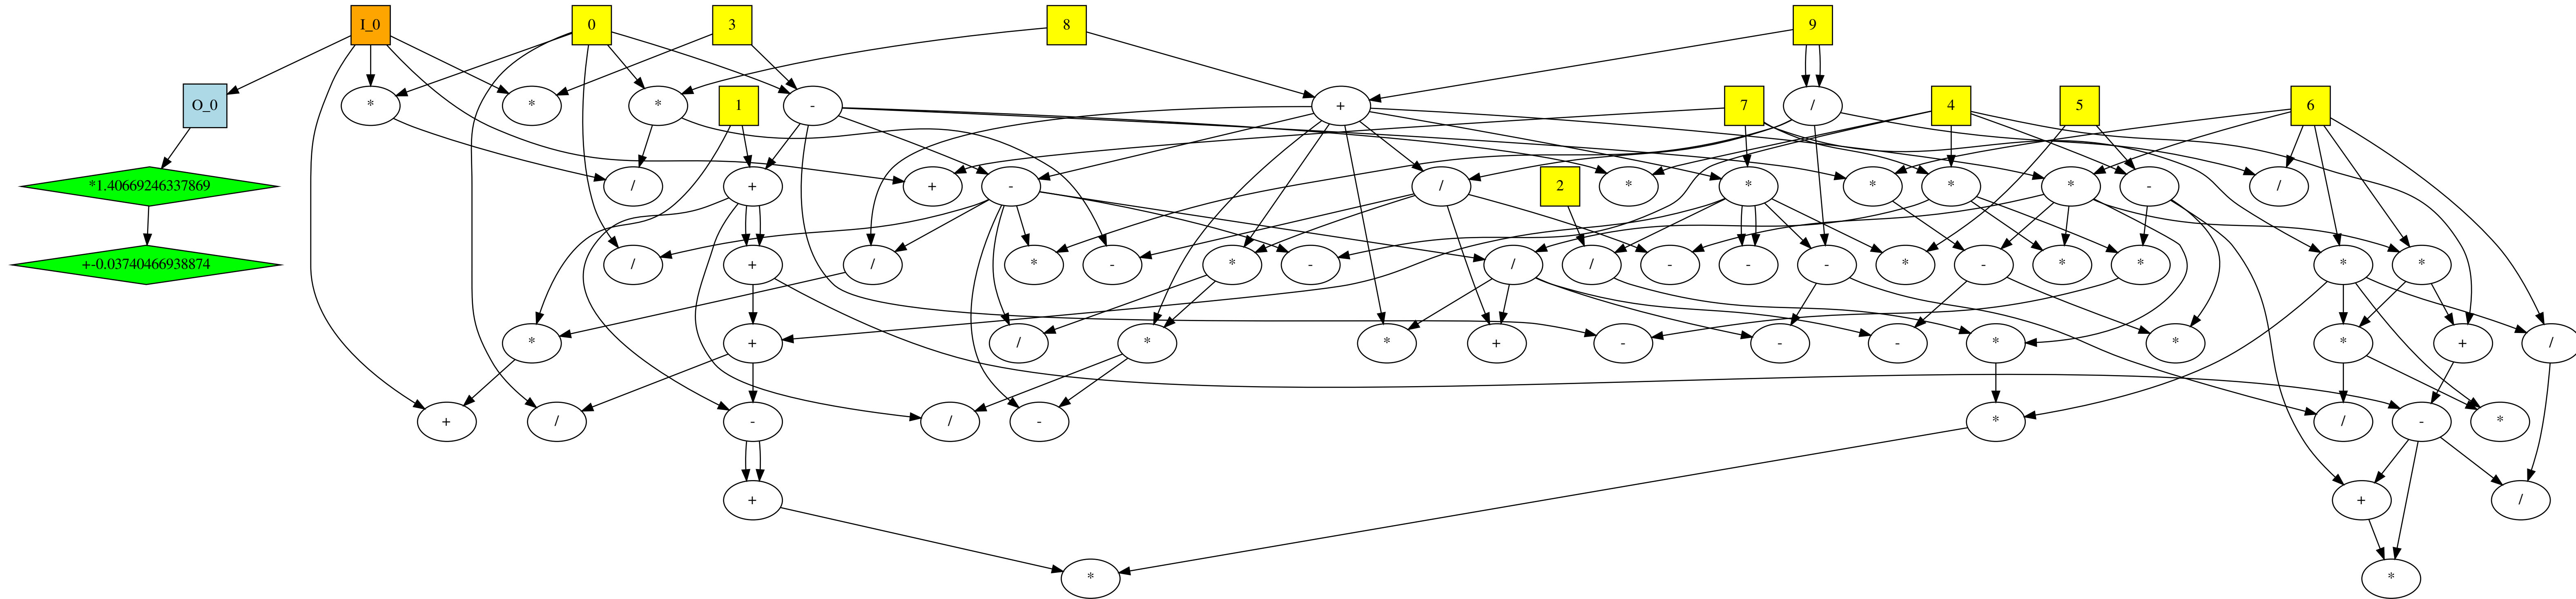 I_0 0 3 8 9
O_0 * * * 1 - + 7 / 4 5 6
*1.40669246337869 / + + - / 2 * * * * * - /
+-0.03740466938874 / + / * - * - / / - - - * - * * * *
* + / * * + - - - * * * + /
+ / - / - * / - *
+ + /
* *